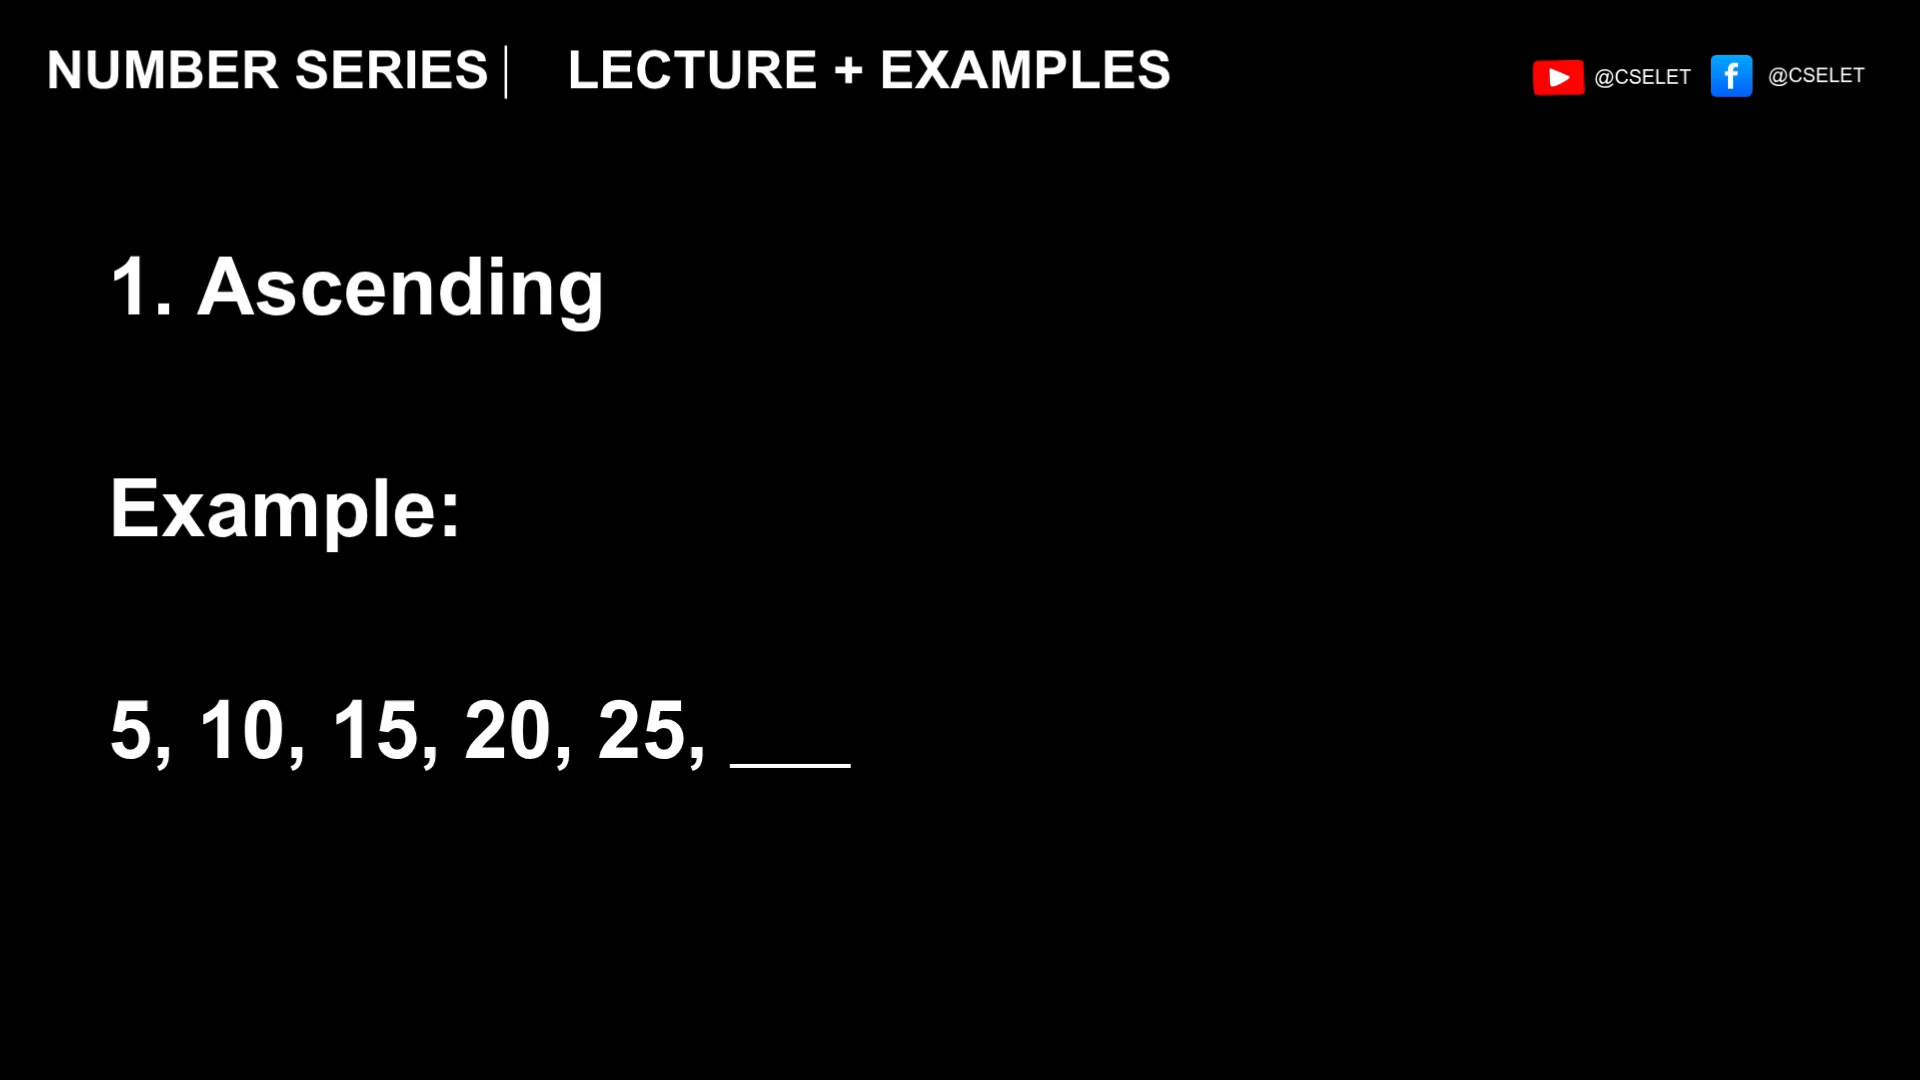 NUMBER SERIES | LECTURE + EXAMPLES
@CSELET @CSELET
1. Ascending
Example:
5, 10, 15, 20, 25, ___